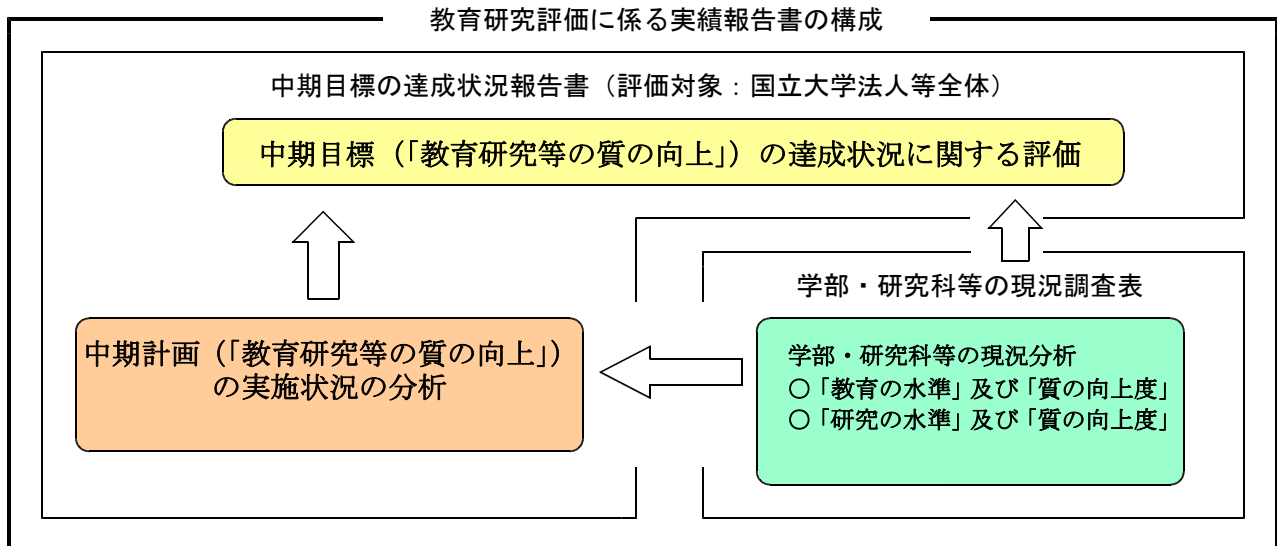 教育研究評価に係る実績報告書の構成
中期目標の達成状況報告書（評価対象：国立大学法人等全体）
中期目標（「教育研究等の質の向上」）の達成状況に関する評価
学部・研究科等の現況調査表
中期計画（「教育研究等の質の向上」）
の実施状況の分析
学部・研究科等の現況分析
○「教育の水準」及び「質の向上度」
○「研究の水準」及び「質の向上度」